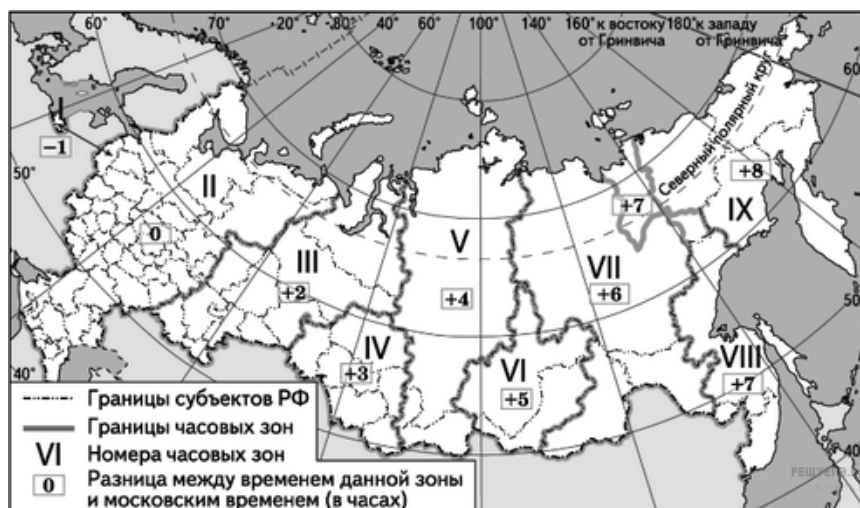 60° 70° 20° 80° 40° 60° 80° 100° 140° 160° к востоку 180° к западу
от Гринвича от Гринвича
60°
I
−1
50°
II
0
III
+2
IV
+3
V
+4
VI
+5
VII
+6
+7
Северный полярный круг
+8
IX
VIII
+7
50°
40°
40°
Границы субъектов РФ
Границы часовых зон
VI Номера часовых зон
0 Разница между временем данной зоны
и московским временем (в часах)